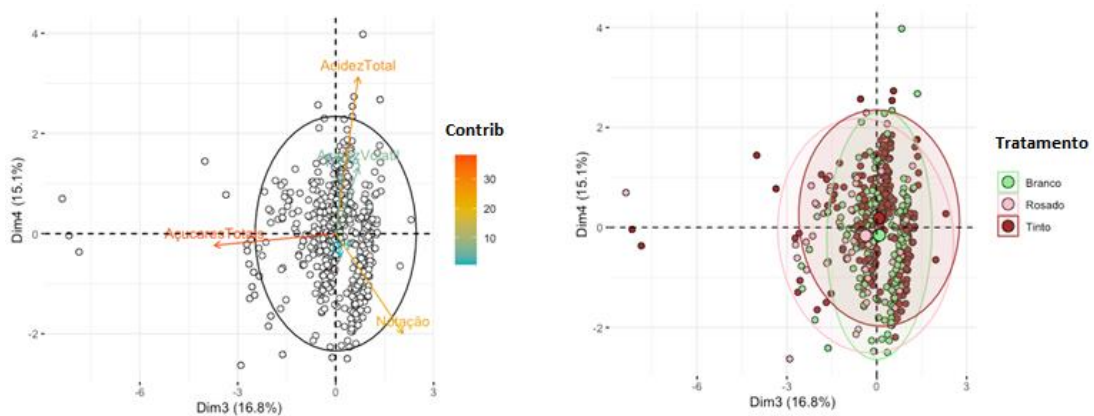 4
2
0
-2
-6
-3
0
3
Dim4 (15.1%)
Dim3 (16.8%)
AcidezTotal
AcidezVolatil
AçucaresTotais
Notação
Contrib
30
20
10
4
2
0
-2
-6
-3
0
3
Dim4 (15.1%)
Dim3 (16.8%)
Tratamento
Branco
Rosado
Tinto